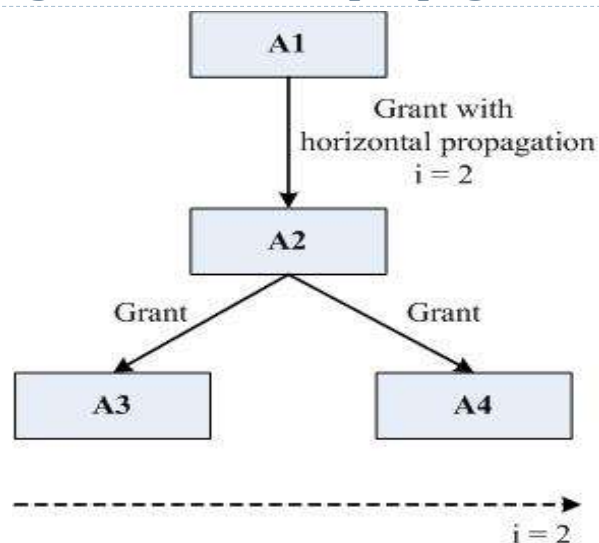 A1
Grant with
horizontal propagation
i = 2
A2
Grant
Grant
A3
A4
i = 2